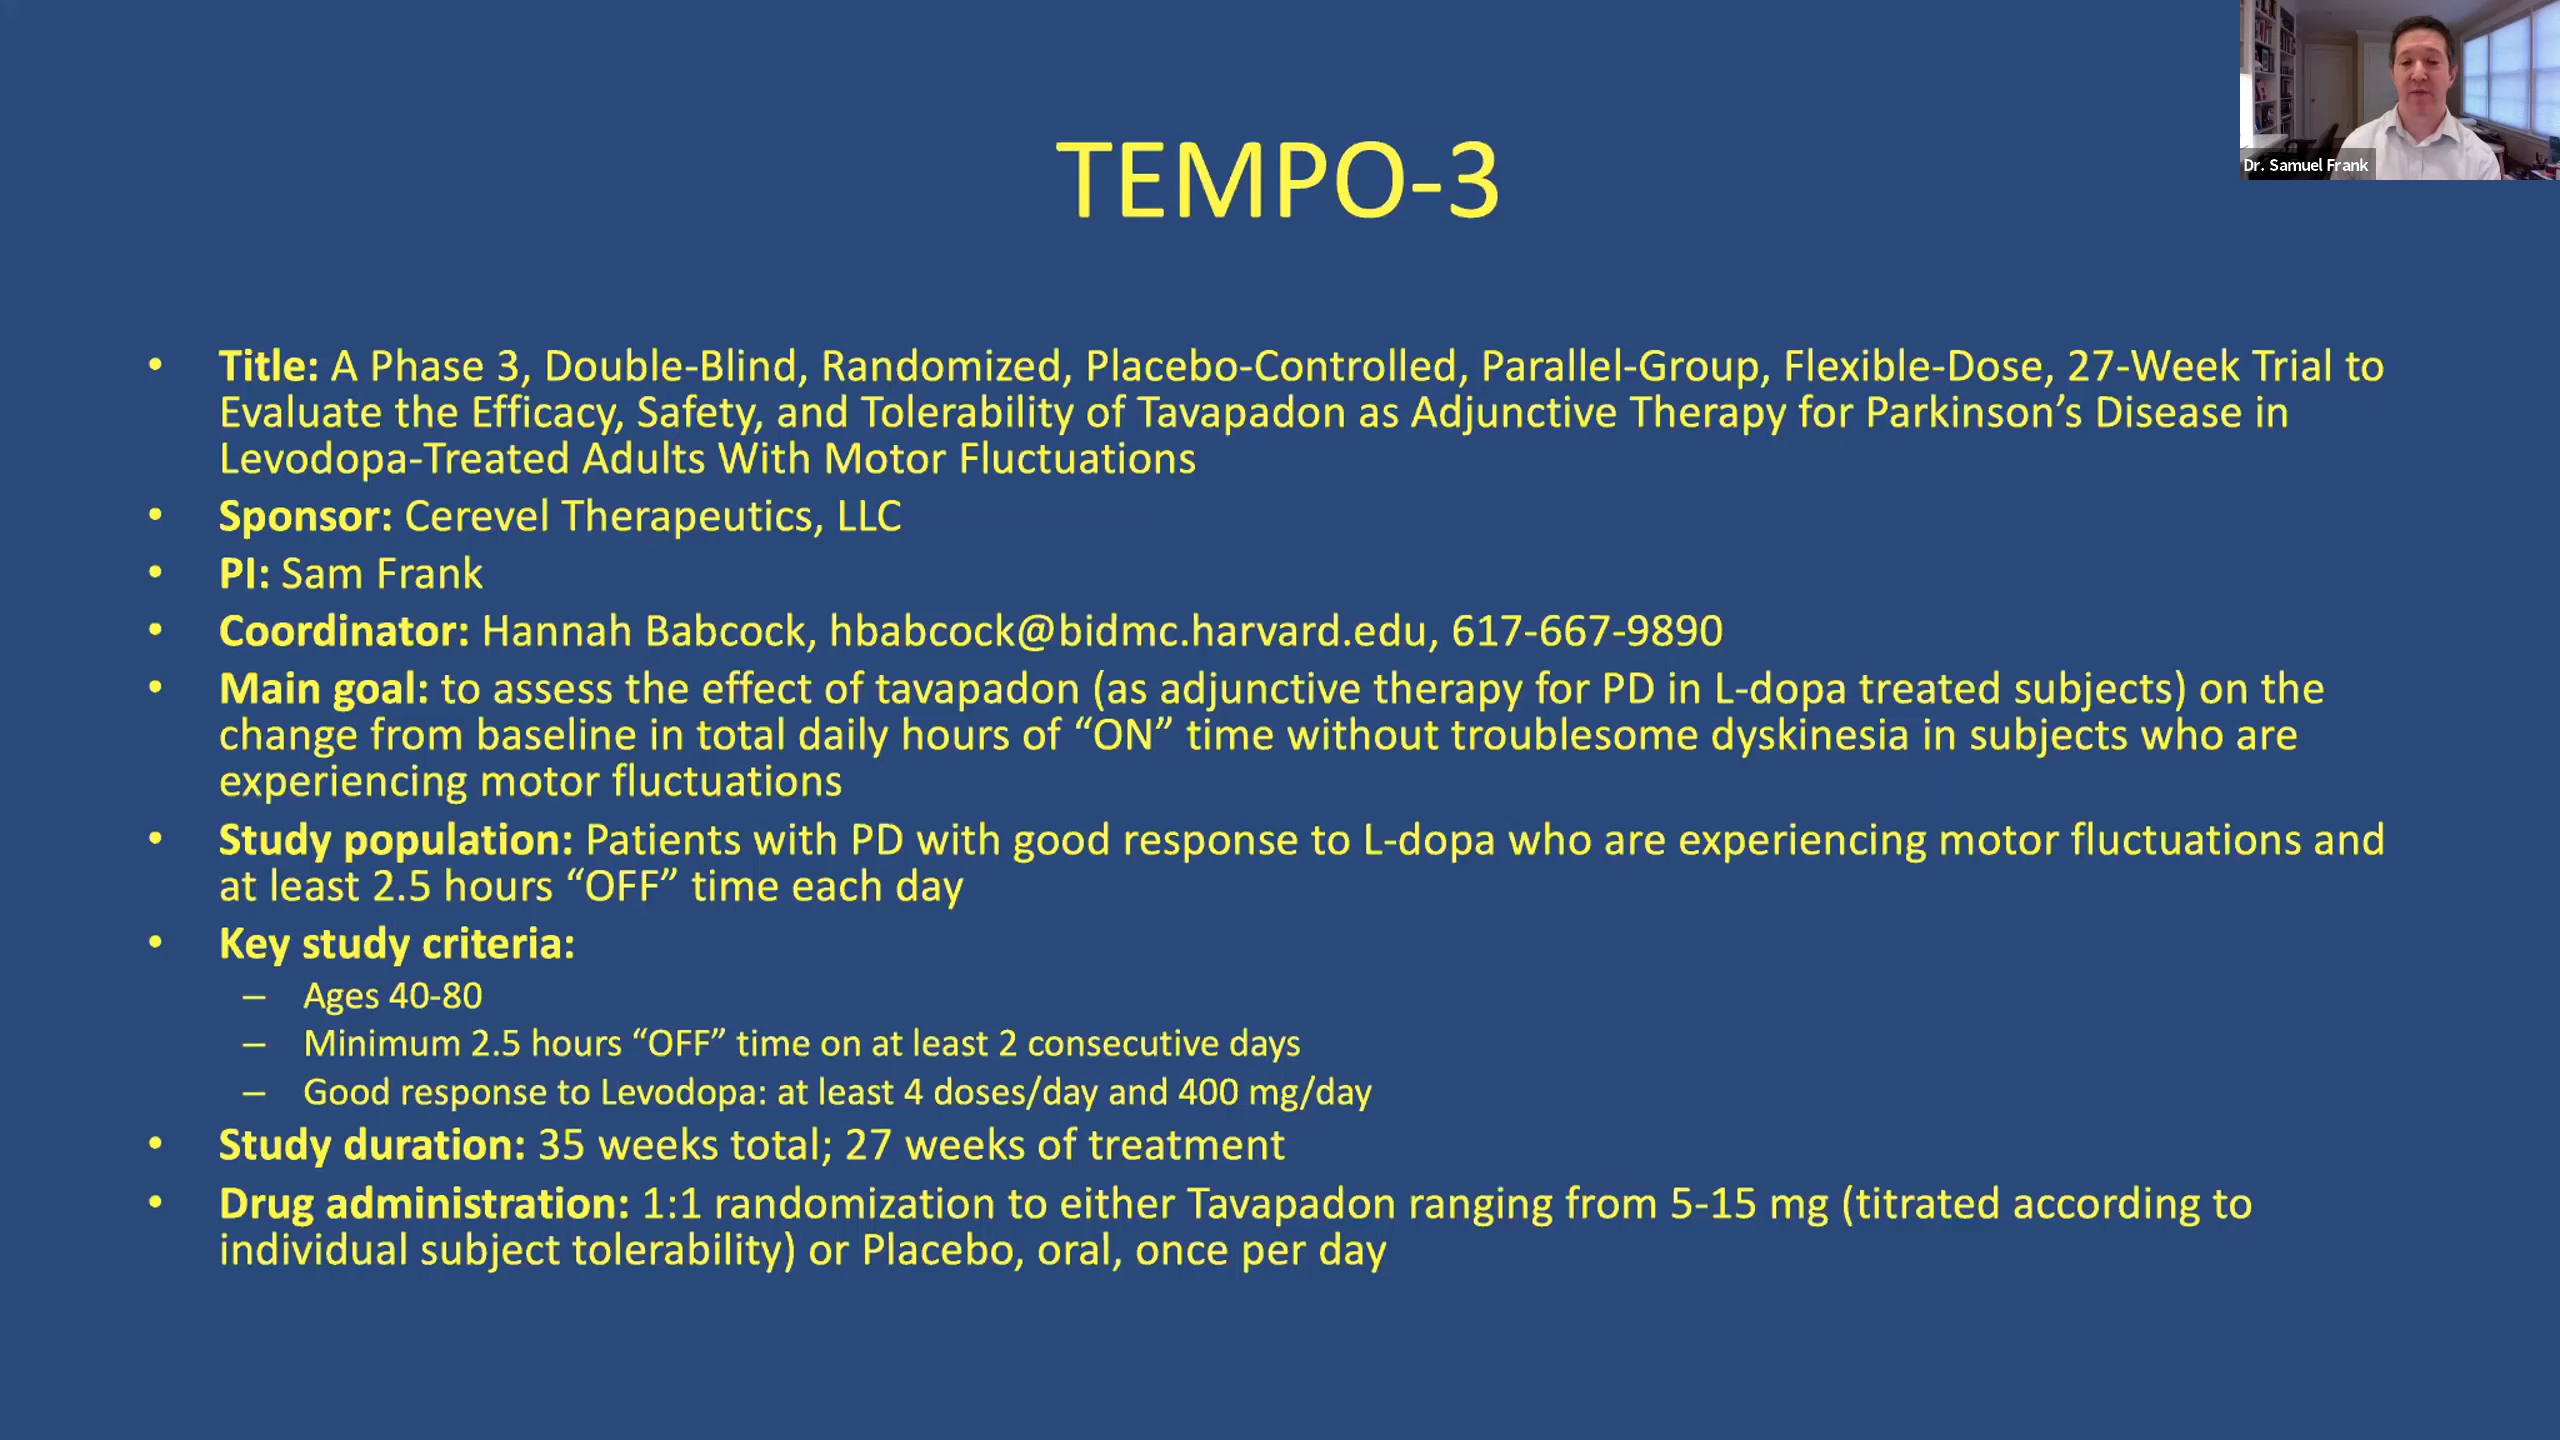 TEMPO-3
Dr. Samuel Frank
• Title: A Phase 3, Double-Blind, Randomized, Placebo-Controlled, Parallel-Group, Flexible-Dose, 27-Week Trial to
Evaluate the Efficacy, Safety, and Tolerability of Tavapadon as Adjunctive Therapy for Parkinson’s Disease in
Levodopa-Treated Adults With Motor Fluctuations
• Sponsor: Cerevel Therapeutics, LLC
• PI: Sam Frank
• Coordinator: Hannah Babcock, hbabcock@bidmc.harvard.edu, 617-667-9890
• Main goal: to assess the effect of tavapadon (as adjunctive therapy for PD in L-dopa treated subjects) on the
change from baseline in total daily hours of “ON” time without troublesome dyskinesia in subjects who are
experiencing motor fluctuations
• Study population: Patients with PD with good response to L-dopa who are experiencing motor fluctuations and
at least 2.5 hours “OFF” time each day
• Key study criteria:
– Ages 40-80
– Minimum 2.5 hours “OFF” time on at least 2 consecutive days
– Good response to Levodopa: at least 4 doses/day and 400 mg/day
• Study duration: 35 weeks total; 27 weeks of treatment
• Drug administration: 1:1 randomization to either Tavapadon ranging from 5-15 mg (titrated according to
individual subject tolerability) or Placebo, oral, once per day